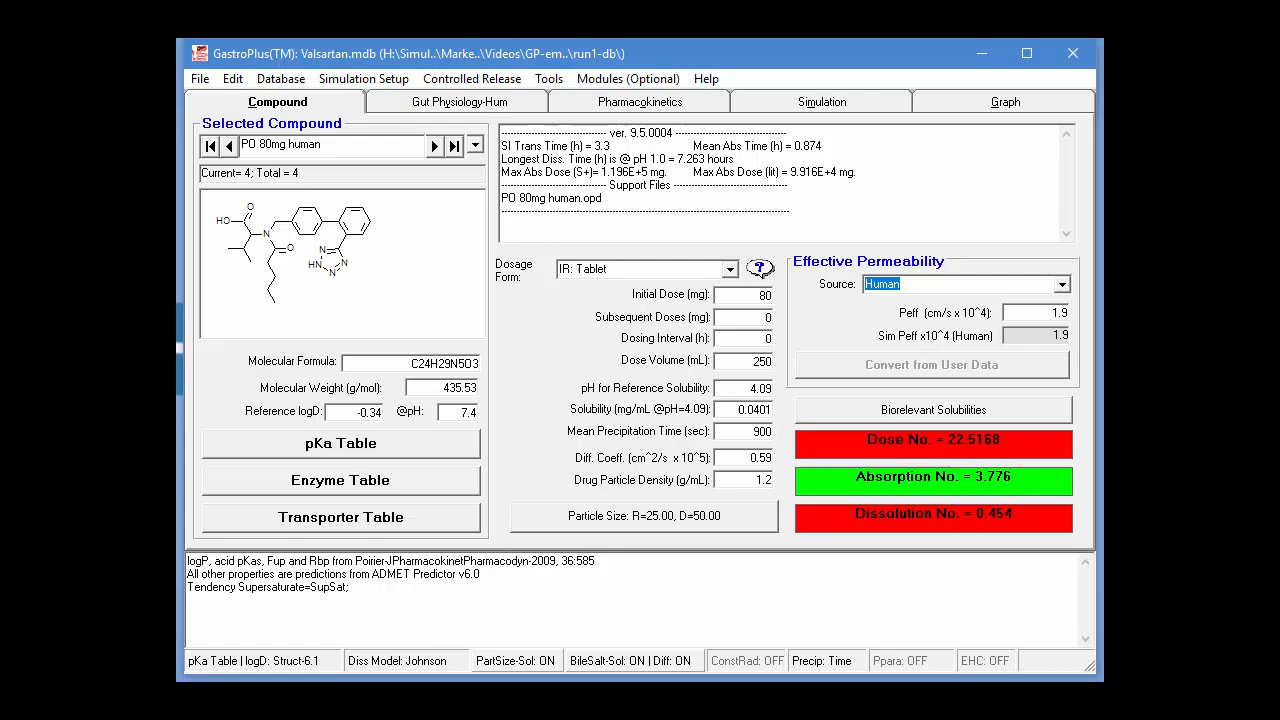 GastroPlus(TM): Valsartan.mdb (H:\Simul..\Marke..\Videos\GP-em..\run1-db\)
File Edit Database Simulation Setup Controlled Release Tools Modules (Optional) Help
Compound Gut Physiology-Hum Pharmacokinetics Simulation Graph
Selected Compound
PO 80mg human
Current= 4; Total = 4
HO O N O N N HN N
Molecular Formula: C24H29N5O3
Molecular Weight (g/mol): 435.53
Reference logD: -0.34 @pH: 7.4
pKa Table
Enzyme Table
Transporter Table
---------------------------- ver. 9.5.0004 ----------------------------
SI Trans Time (h) = 3.3 Mean Abs Time (h) = 0.874
Longest Diss. Time (h) is @ pH 1.0 = 7.263 hours
Max Abs Dose (S+)= 1.196E+5 mg. Max Abs Dose (lit) = 9.916E+4 mg.
---------------------------- Support Files ----------------------------
PO 80mg human.opd
------------------------------------------------------------------------
Dosage Form: IR: Tablet
Initial Dose (mg): 80
Subsequent Doses (mg): 0
Dosing Interval (h): 0
Dose Volume (mL): 250
pH for Reference Solubility: 4.09
Solubility (mg/mL @pH=4.09): 0.0401
Mean Precipitation Time (sec): 900
Diff. Coeff. (cm^2/s x 10^5): 0.59
Drug Particle Density (g/mL): 1.2
Particle Size: R=25.00, D=50.00
Effective Permeability
Source: Human
Peff (cm/s x 10^4): 1.9
Sim Peff x10^4 (Human) 1.9
Convert from User Data
Biorelevant Solubilities
Dose No. = 22.5168
Absorption No. = 3.776
Dissolution No. = 0.454
logP, acid pKas, Fup and Rbp from Poirier-JPharmacokinetPharmacodyn-2009, 36:585
All other properties are predictions from ADMET Predictor v6.0
Tendency Supersaturate=SupSat;
pKa Table | logD: Struct-6.1 Diss Model: Johnson PartSize-Sol: ON BileSalt-Sol: ON | Diff: ON ConstRad: OFF Precip: Time Ppara: OFF EHC: OFF